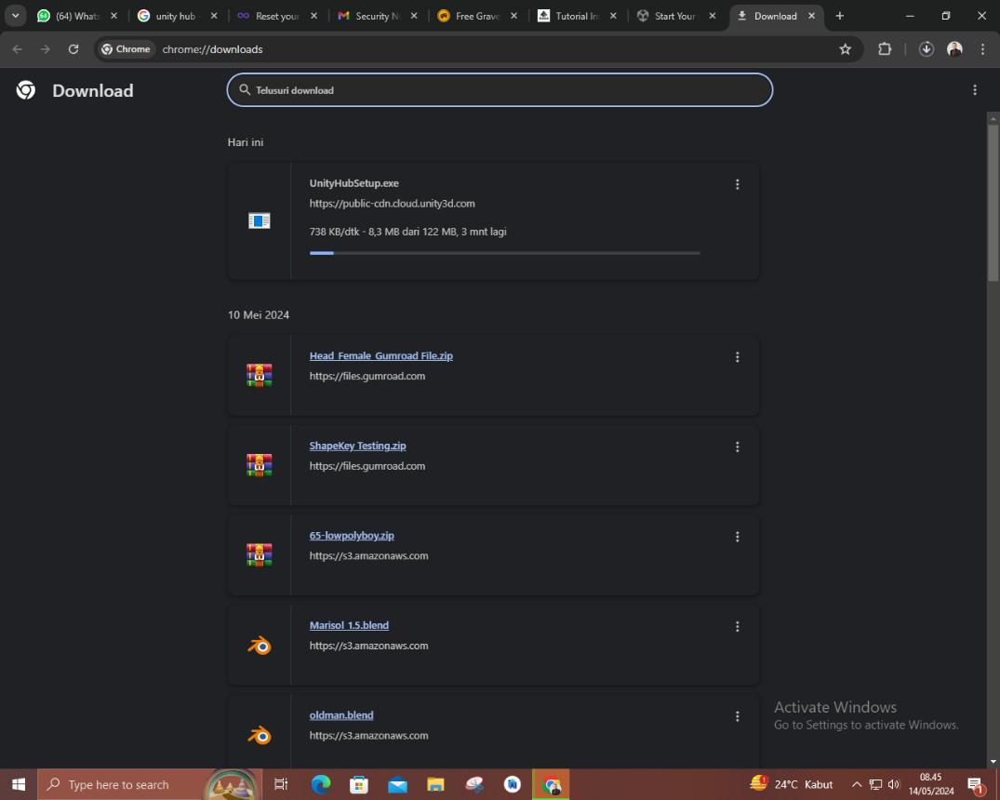 (64) Whats
unity hub
Reset your
Security No
Free Grave
Tutorial In
Start Your
Download
Chrome
chrome://downloads
Download
Telusuri download
Hari ini
UnityHubSetup.exe
https://public-cdn.cloud.unity3d.com
738 KB/dtk - 8,3 MB dari 122 MB, 3 mnt lagi
10 Mei 2024
Head_Female_Gumroad File.zip
https://files.gumroad.com
ShapeKey Testing.zip
https://files.gumroad.com
65-lowpolyboy.zip
https://s3.amazonaws.com
Marisol_1.5.blend
https://s3.amazonaws.com
oldman.blend
https://s3.amazonaws.com
Activate Windows
Go to Settings to activate Windows.
Type here to search
1
24°C Kabut
08.45
14/05/2024
1